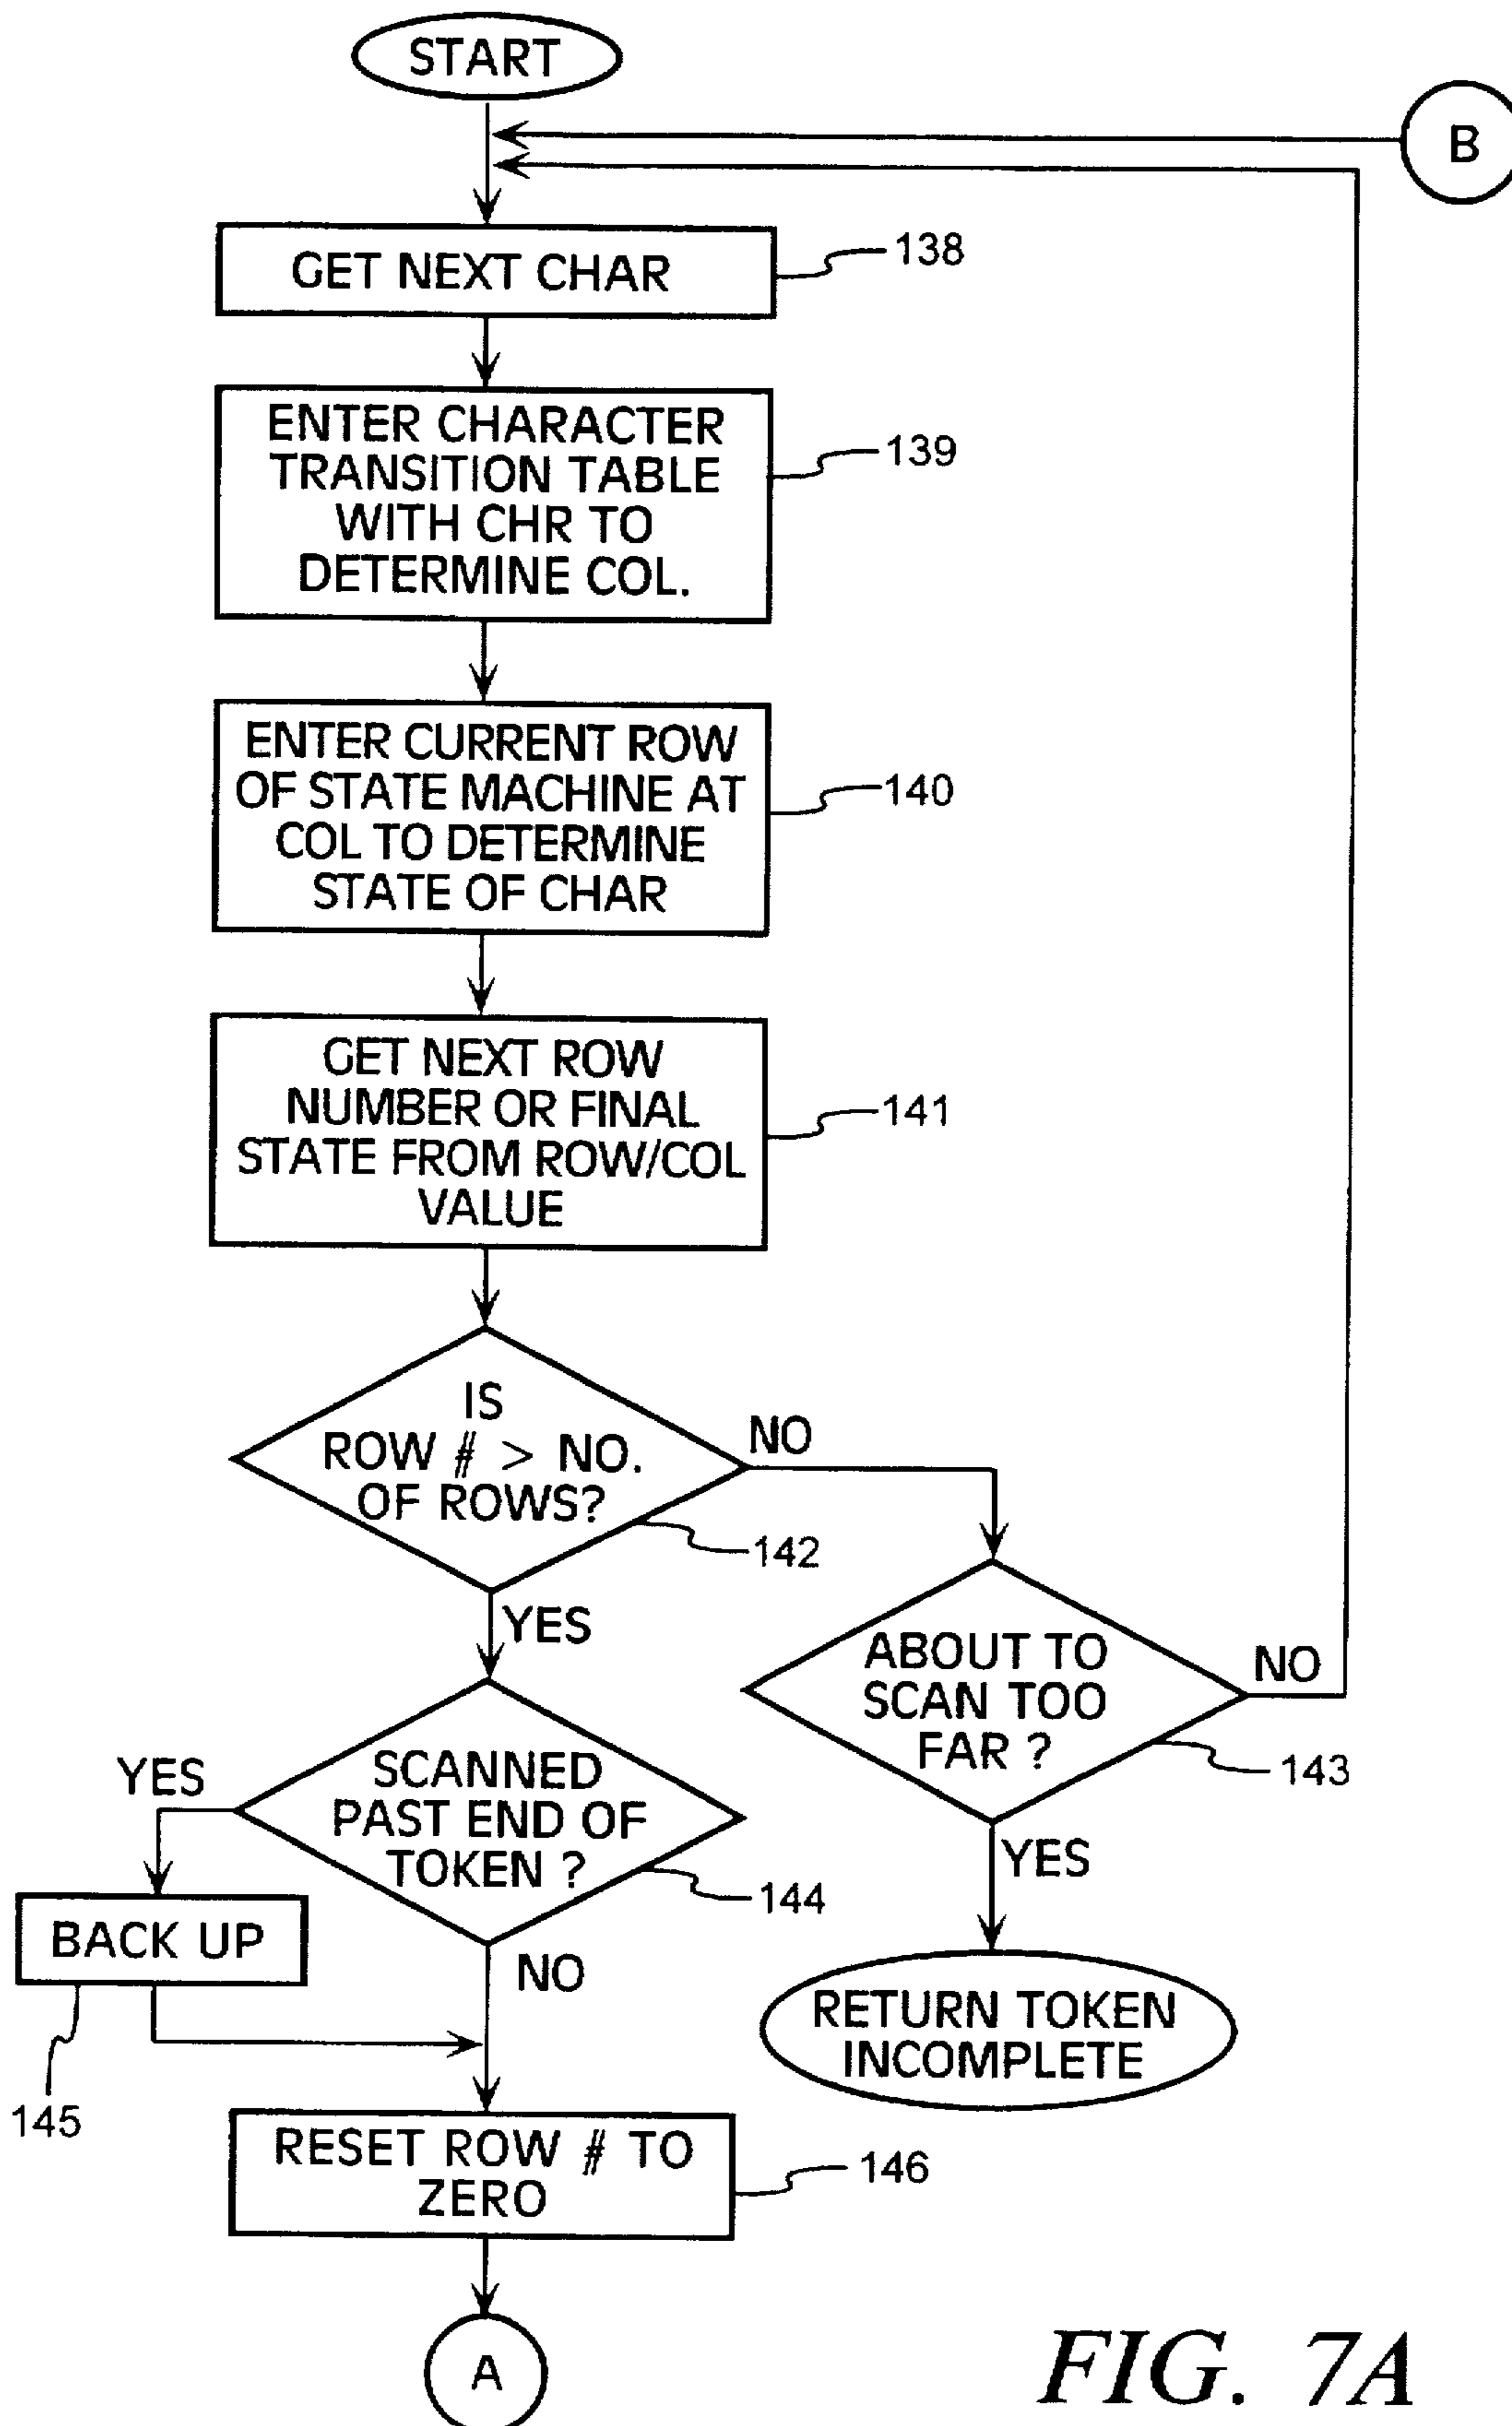 START
B
GET NEXT CHAR
138
ENTER CHARACTER
TRANSITION TABLE
WITH CHR TO
DETERMINE COL.
139
ENTER CURRENT ROW
OF STATE MACHINE AT
COL TO DETERMINE
STATE OF CHAR
140
GET NEXT ROW
NUMBER OR FINAL
STATE FROM ROW/COL
VALUE
141
IS
ROW # > NO.
OF ROWS?
NO
142
YES
ABOUT TO
SCAN TOO
FAR ?
NO
143
YES
SCANNED
PAST END OF
TOKEN ?
YES
144
BACK UP
NO
145
RETURN TOKEN
INCOMPLETE
RESET ROW # TO
ZERO
146
A
FIG. 7A